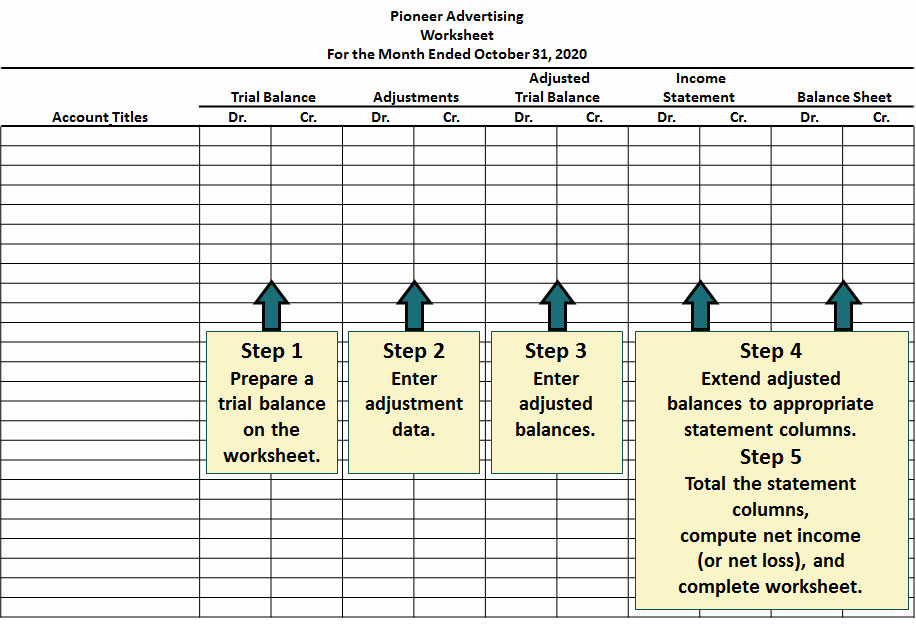 Pioneer Advertising
Worksheet
For the Month Ended October 31, 2020
Adjusted Income
Trial Balance Adjustments Trial Balance Statement Balance Sheet
Account Titles Dr. Cr. Dr. Cr. Dr. Cr. Dr. Cr. Dr. Cr.
Step 1
Prepare a
trial balance
on the
worksheet.
Step 2
Enter
adjustment
data.
Step 3
Enter
adjusted
balances.
Step 4
Extend adjusted
balances to appropriate
statement columns.
Step 5
Total the statement
columns,
compute net income
(or net loss), and
complete worksheet.